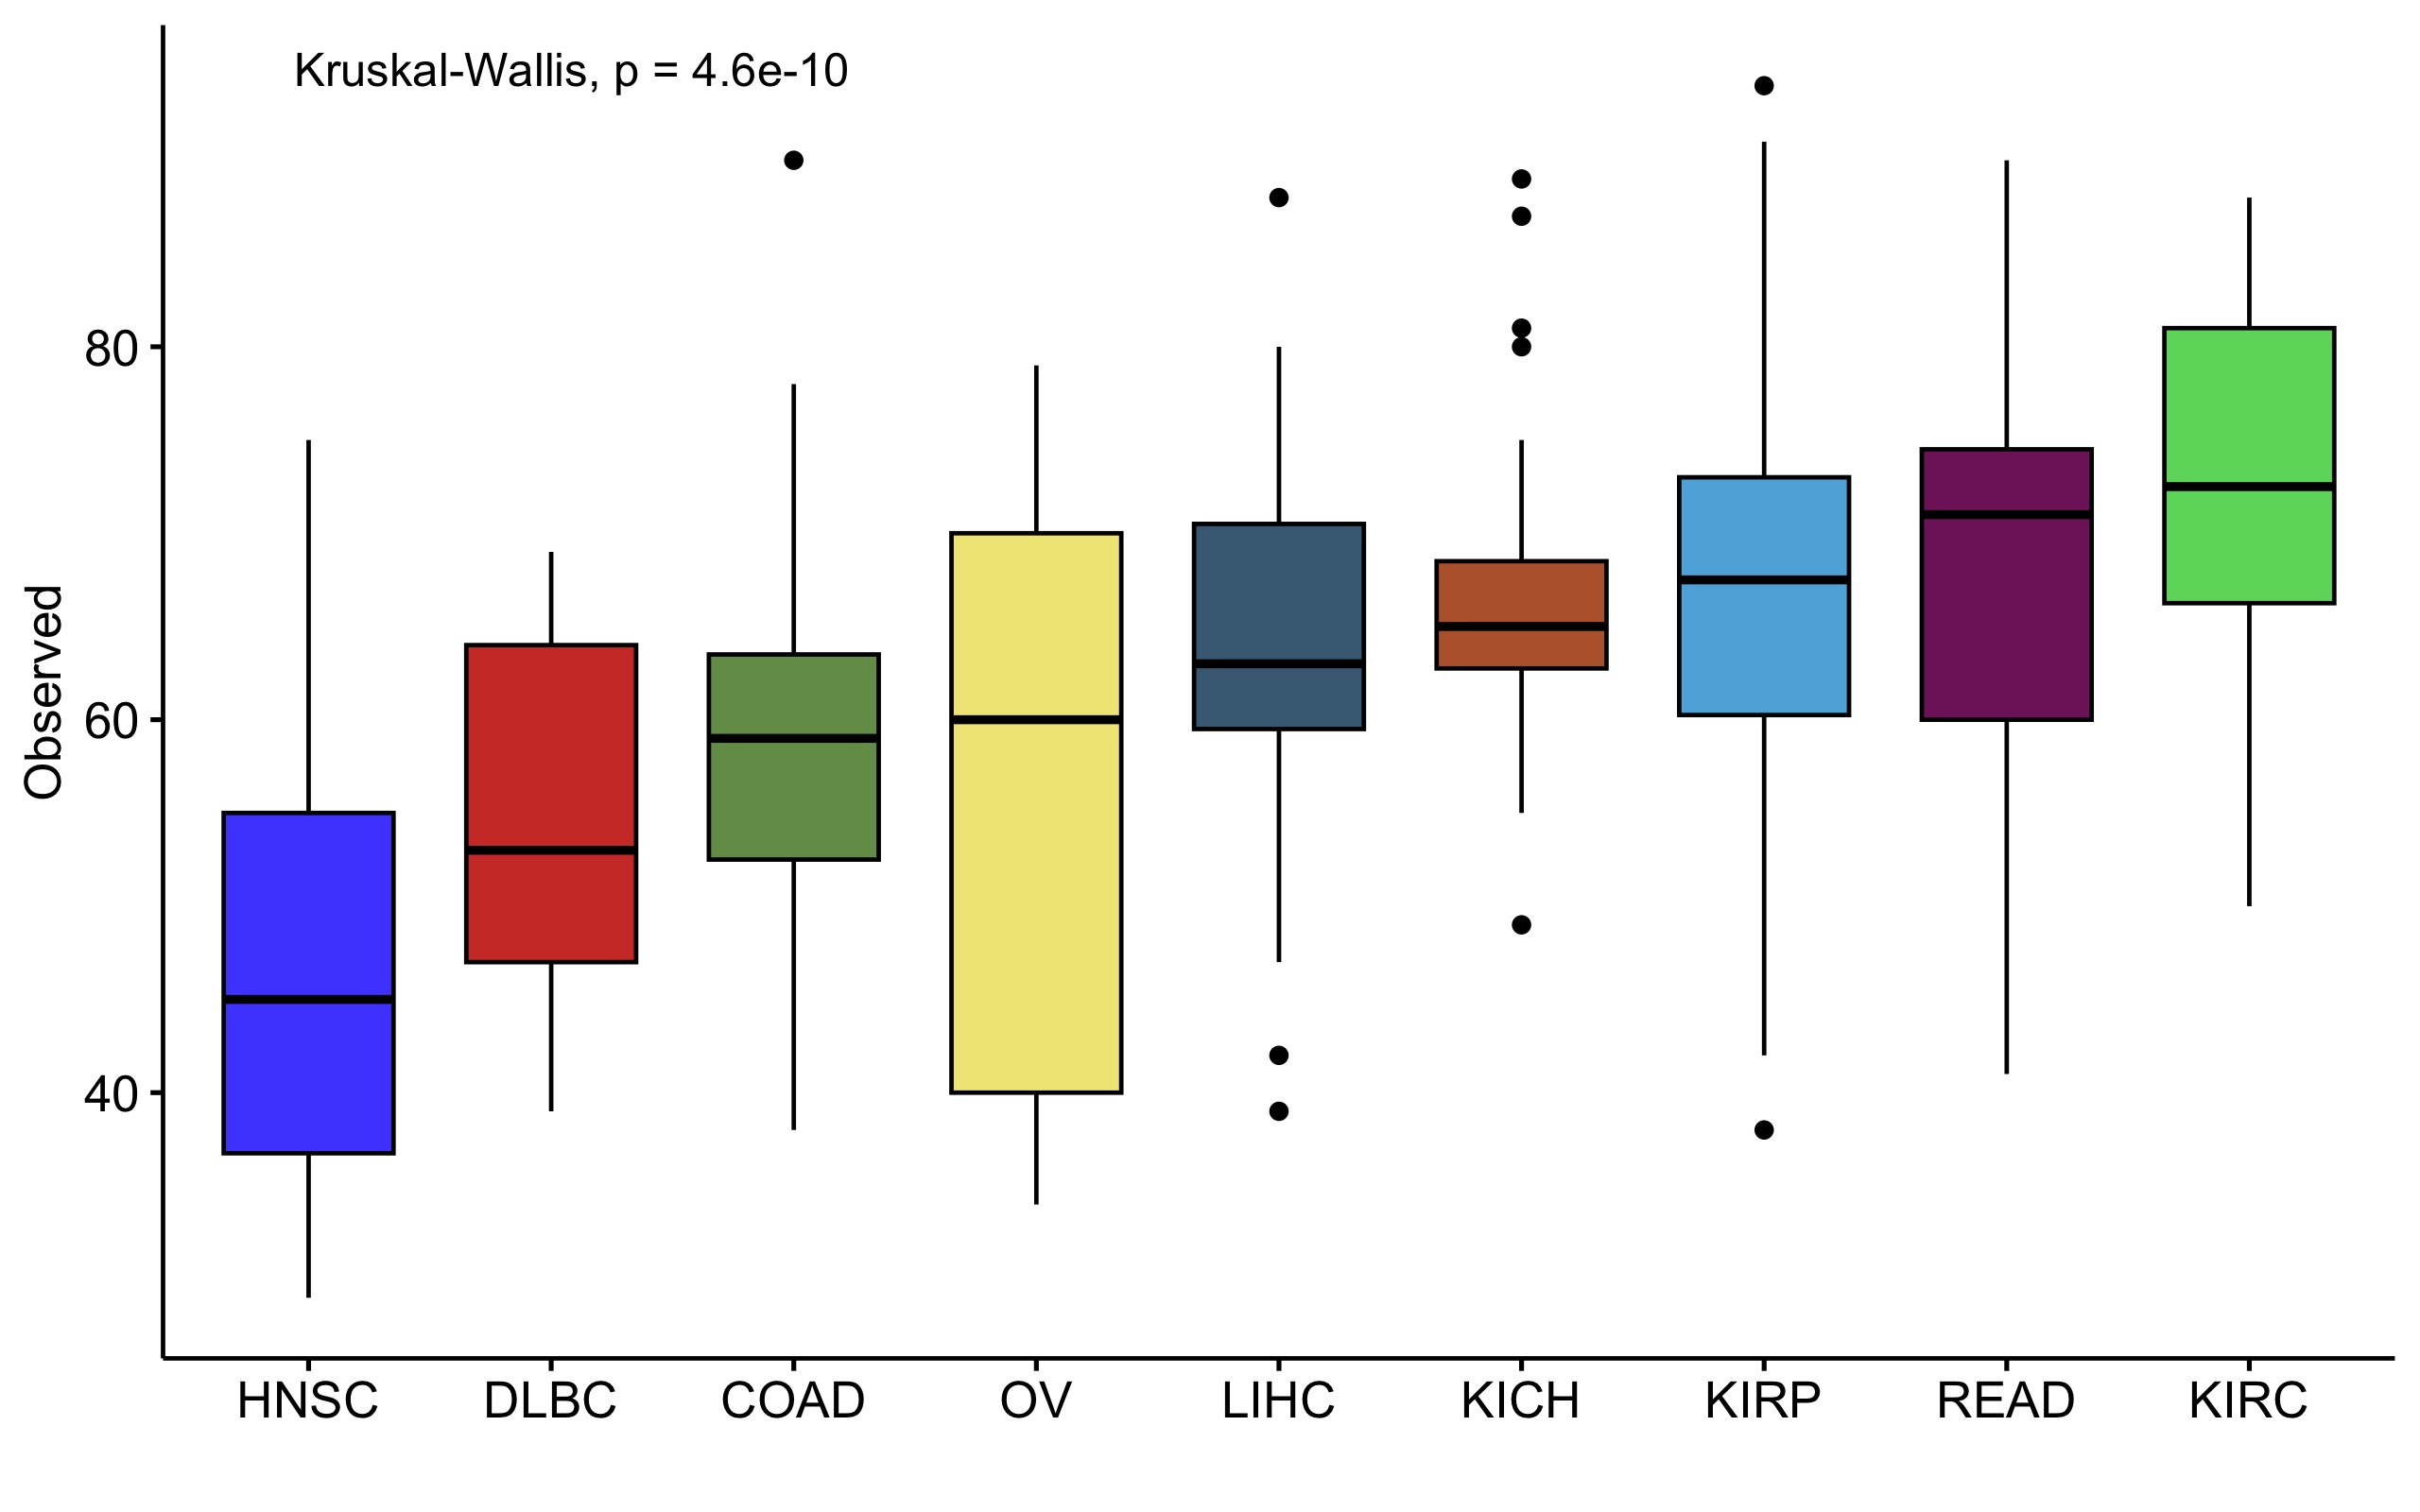 Kruskal-Wallis, p = 4.6e-10
Observed
80
60
40
HNSC DLBC COAD OV LIHC KICH KIRP READ KIRC